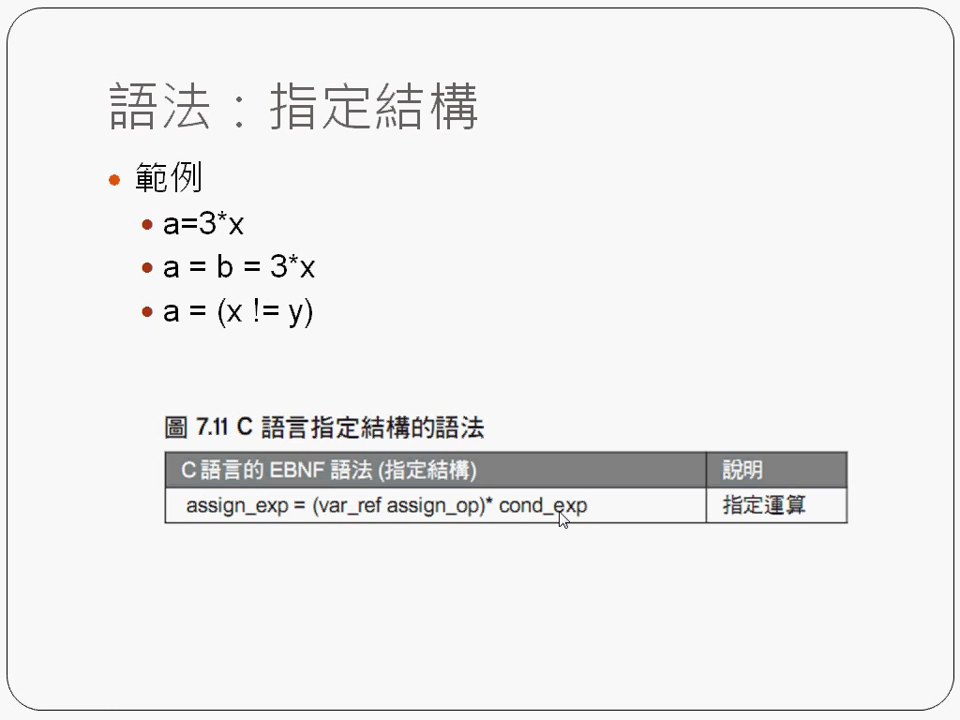 語法：指定結構
範例
a=3*x
a = b = 3*x
a = (x != y)
圖 7.11 C 語言指定結構的語法
C 語言的 EBNF 語法 (指定結構) 說明
assign_exp = (var_ref assign_op)* cond_exp 指定運算